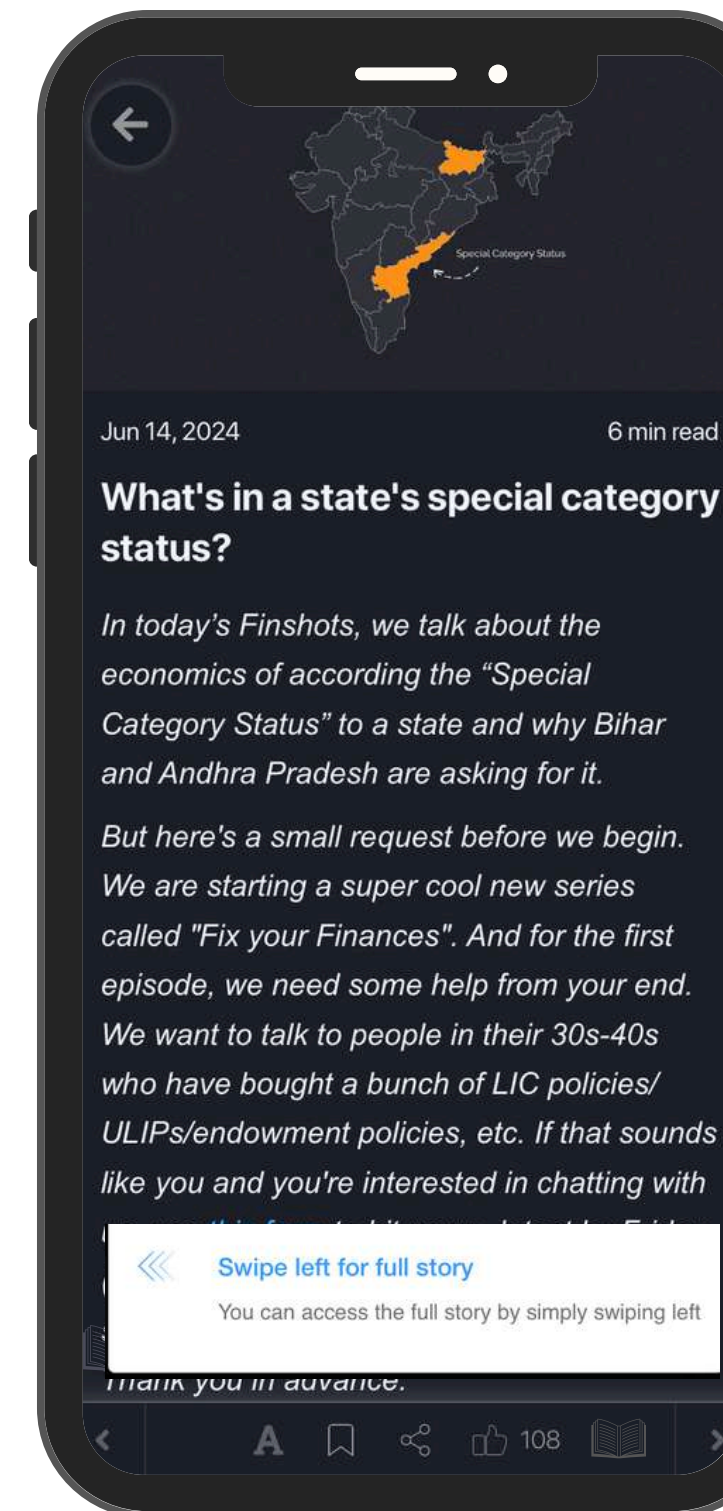 Special Category Status
Jun 14, 2024 6 min read
What's in a state's special category
status?
In today’s Finshots, we talk about the
economics of according the “Special
Category Status” to a state and why Bihar
and Andhra Pradesh are asking for it.
But here's a small request before we begin.
We are starting a super cool new series
called "Fix your Finances". And for the first
episode, we need some help from your end.
We want to talk to people in their 30s-40s
who have bought a bunch of LIC policies/
ULIPs/endowment policies, etc. If that sounds
like you and you're interested in chatting with
Swipe left for full story
You can access the full story by simply swiping left
Thank you in advance.
A 108